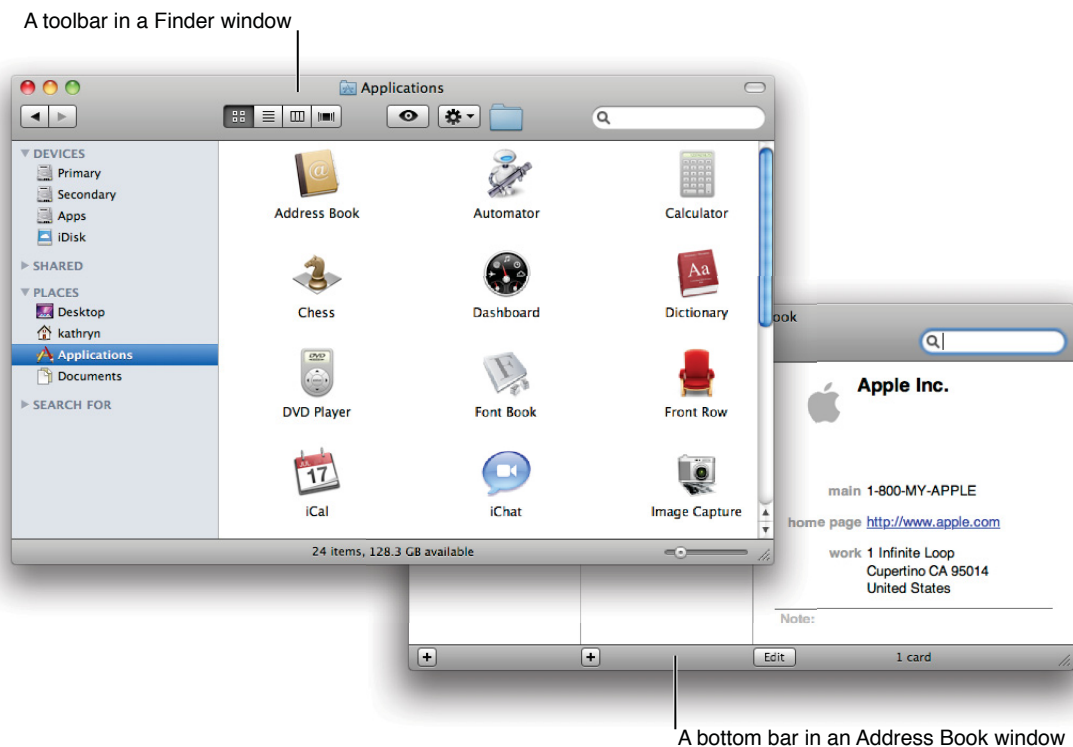 A toolbar in a Finder window
Applications
DEVICES
Primary
Secondary
Apps
iDisk
SHARED
PLACES
Desktop
kathryn
Applications
Documents
SEARCH FOR
@
Address Book
Automator
Calculator
Chess
Dashboard
Aa
Dictionary
DVD
DVD Player
F
Font Book
Front Row
17
iCal
iChat
Image Capture
24 items, 128.3 GB available
ook
Apple Inc.
main 1-800-MY-APPLE
home page http://www.apple.com
work 1 Infinite Loop
Cupertino CA 95014
United States
Note:
Edit
1 card
A bottom bar in an Address Book window